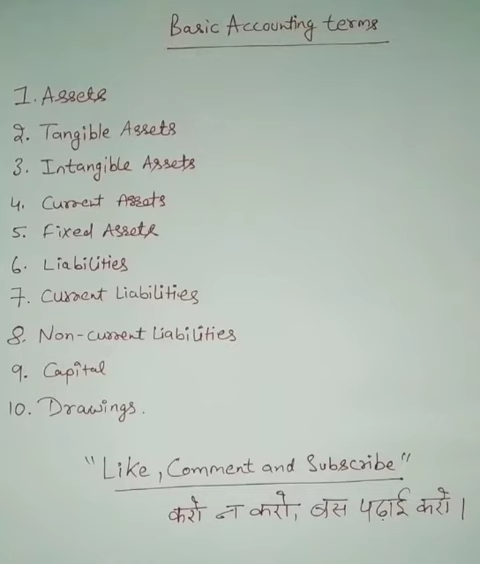 Basic Accounting terms
1. Assets
2. Tangible Assets
3. Intangible Assets
4. Current Assets
5. Fixed Assets
6. Liabilities
7. Current Liabilities
8. Non-current Liabilities
9. Capital
10. Drawings.
"Like, Comment and Subscribe"
करो न करो, बस पढ़ाई करो।